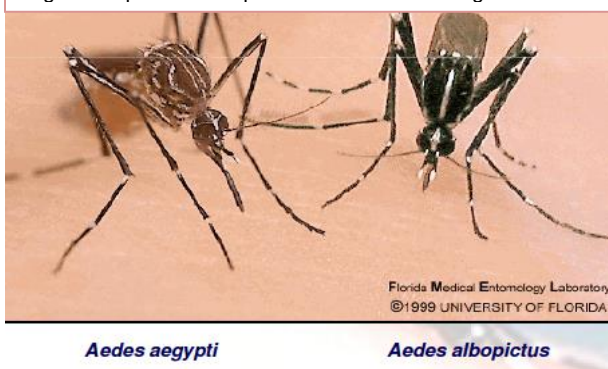 Florida Medical Entomology Laboratory
©1999 UNIVERSITY OF FLORIDA
Aedes aegypti
Aedes albopictus